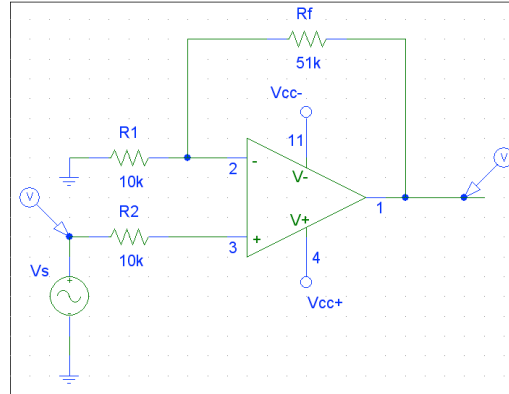 Rf
51k
Vcc-
11
R1
10k
2
-
V-
V
1
R2
10k
3
+
V+
4
Vcc+
V
Vs
+
-